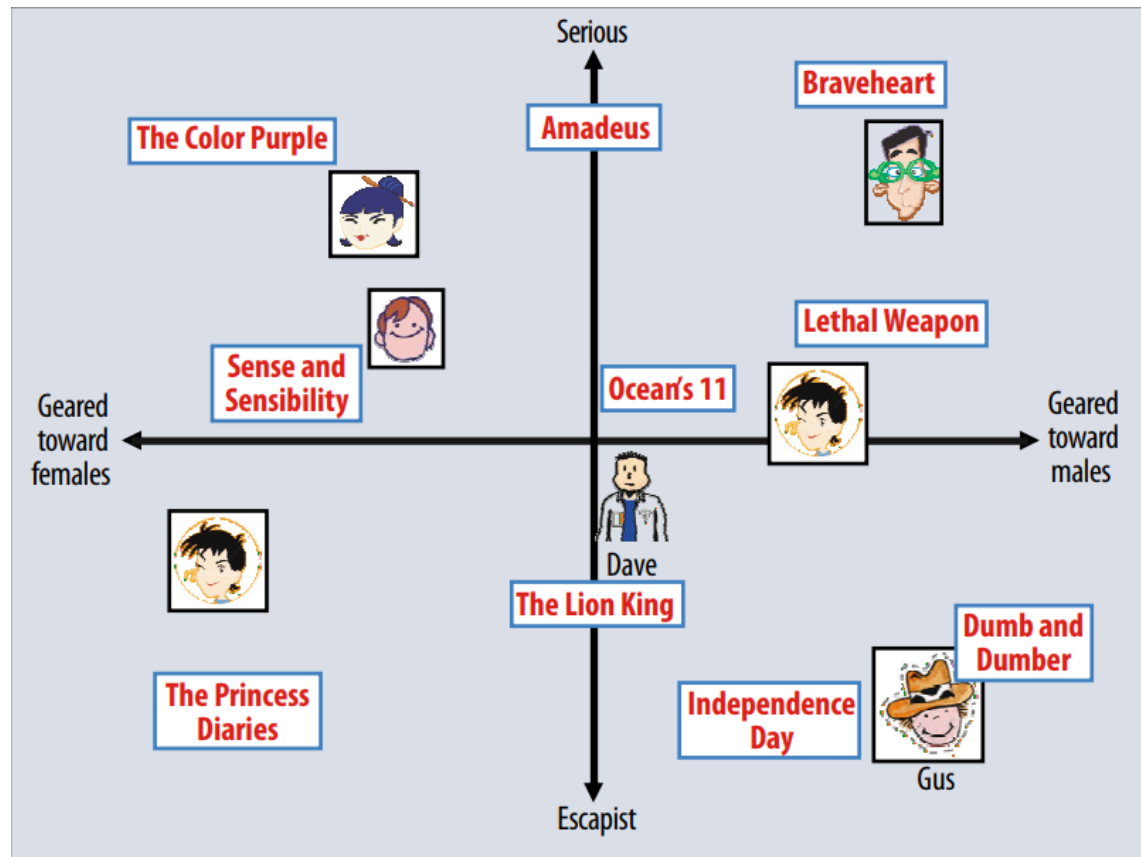 Serious
Braveheart
The Color Purple
Amadeus
Lethal Weapon
Sense and
Sensibility
Ocean's 11
Geared
toward
females
Geared
toward
males
Dave
The Lion King
Dumb and
Dumber
The Princess
Diaries
Independence
Day
Gus
Escapist